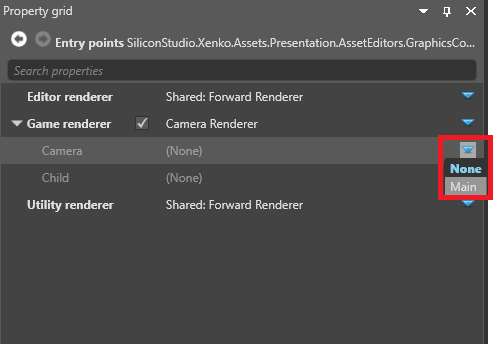 Property grid
Entry points SiliconStudio.Xenko.Assets.Presentation.AssetEditors.GraphicsCo...
Search properties
Editor renderer Shared: Forward Renderer
Game renderer Camera Renderer
Camera (None)
None
Child (None)
Main
Utility renderer Shared: Forward Renderer